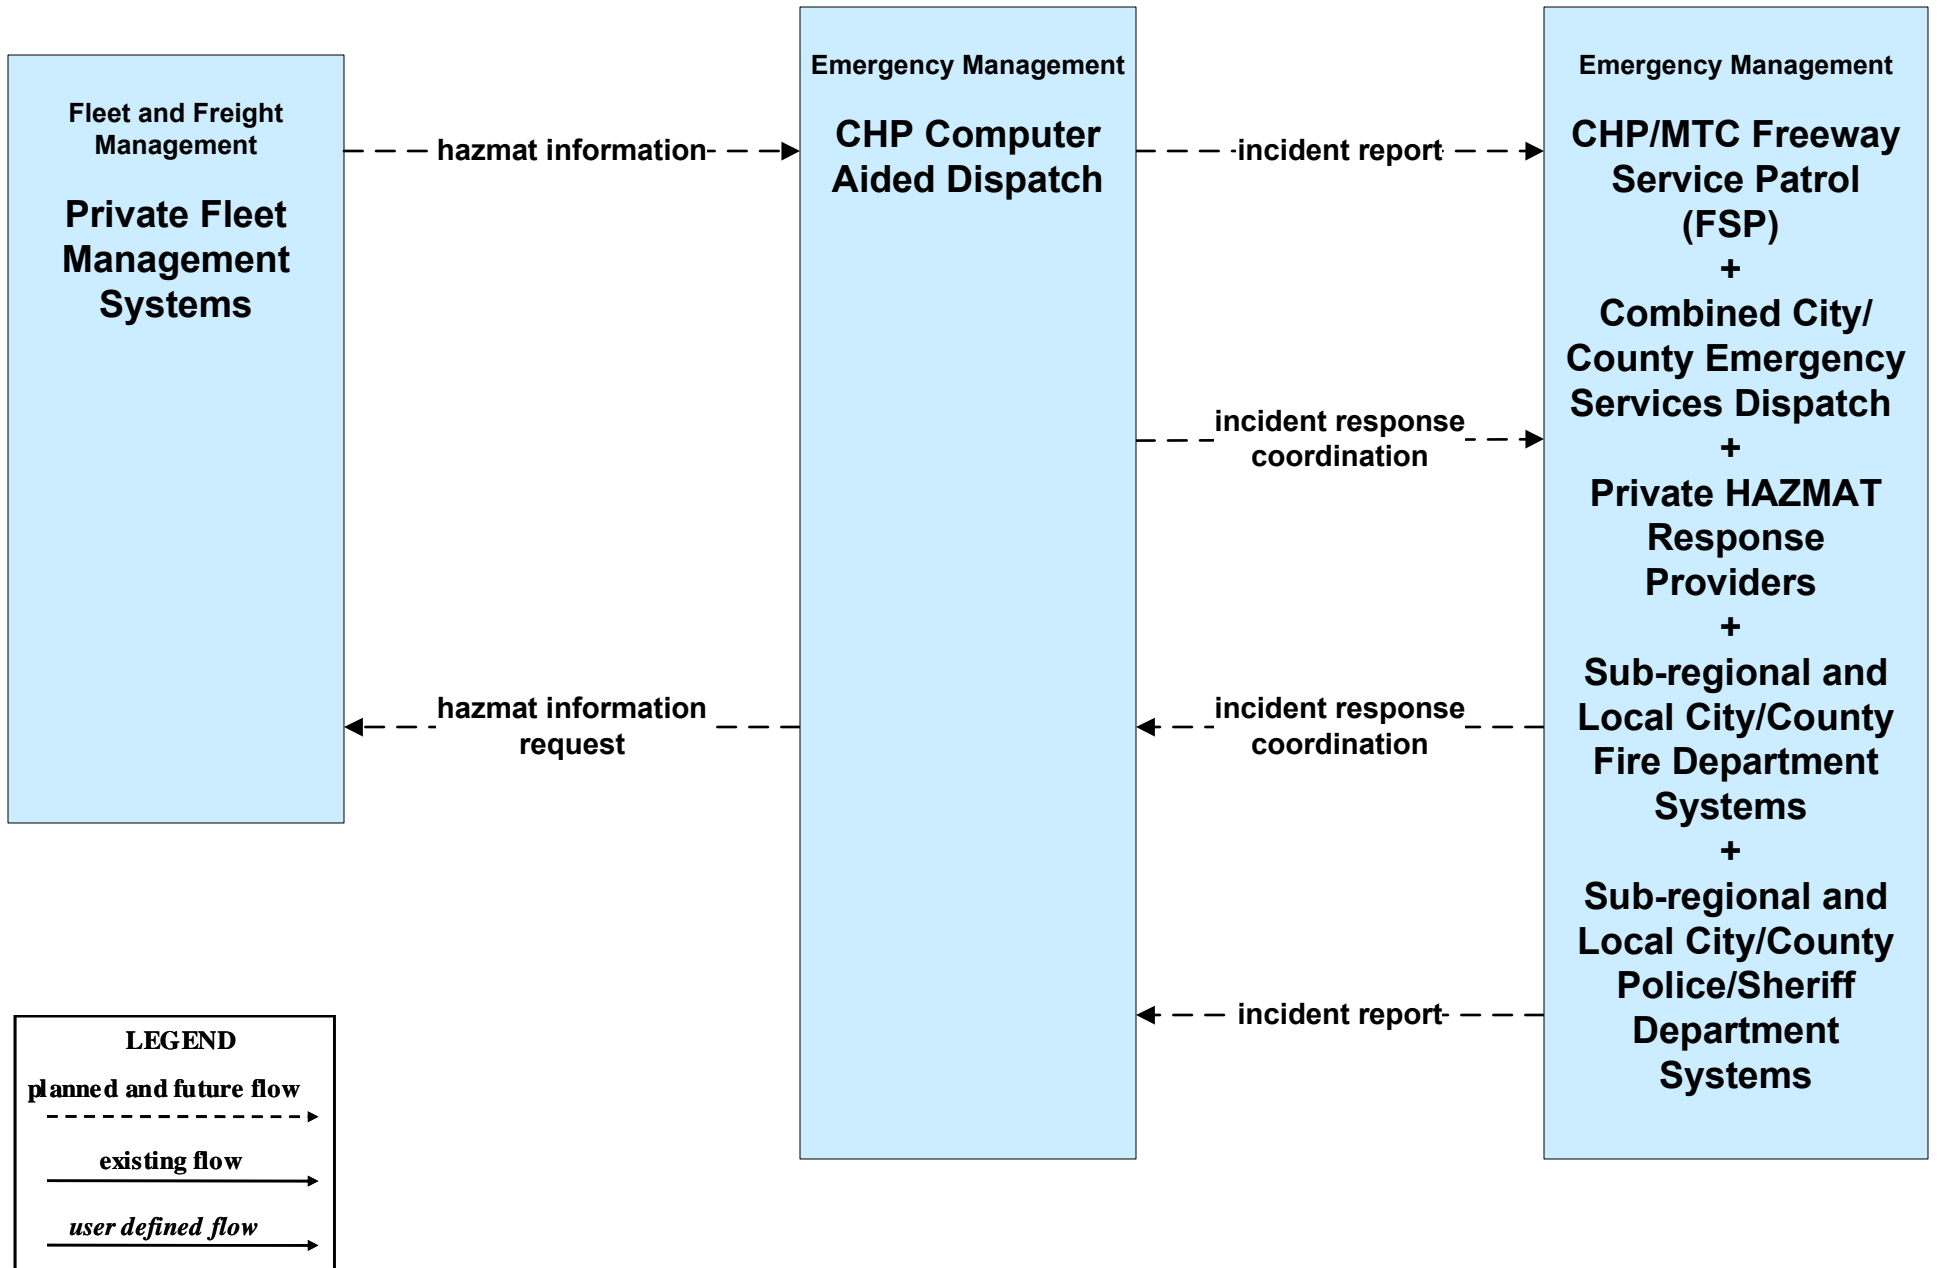 Fleet and Freight
Management
Private Fleet
Management
Systems
hazmat information
hazmat information
request
Emergency Management
CHP Computer
Aided Dispatch
incident report
incident response
coordination
incident response
coordination
incident report
Emergency Management
CHP/MTC Freeway
Service Patrol
(FSP)
+
Combined City/
County Emergency
Services Dispatch
+
Private HAZMAT
Response
Providers
+
Sub-regional and
Local City/County
Fire Department
Systems
+
Sub-regional and
Local City/County
Police/Sheriff
Department
Systems
LEGEND
planned and future flow
existing flow
user defined flow